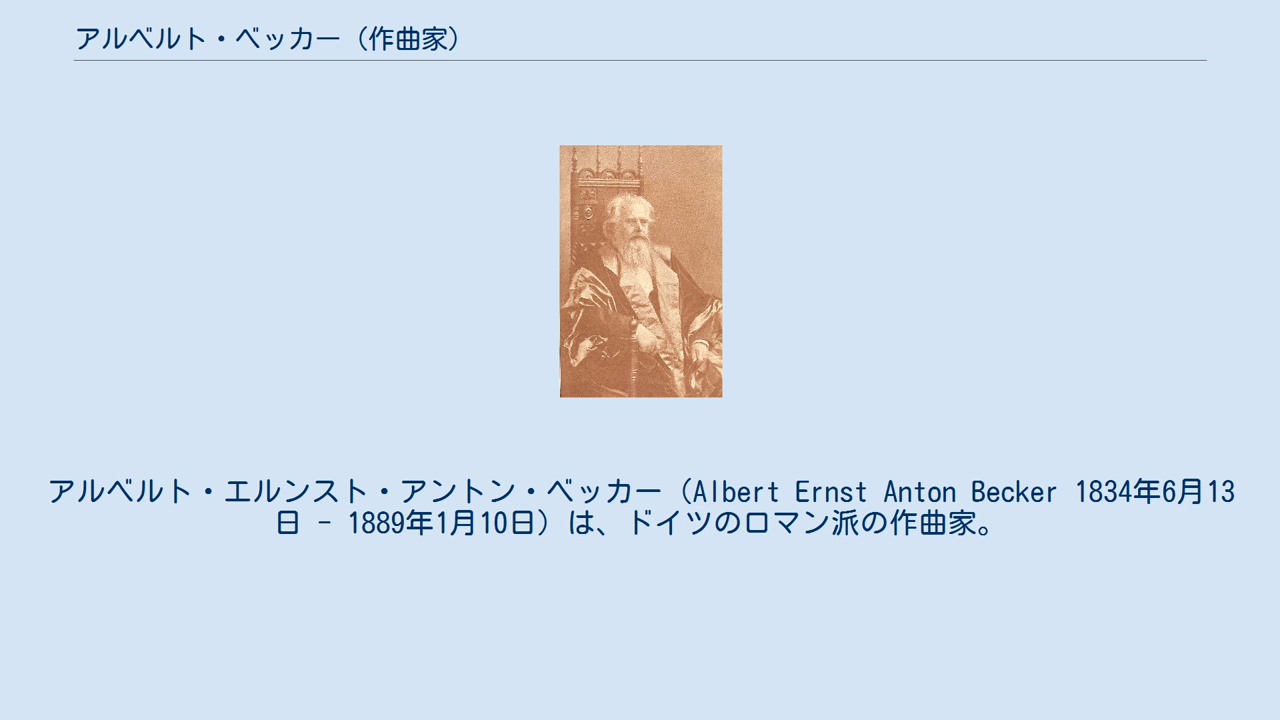 アルベルト・ベッカー（作曲家）
アルベルト・エルンスト・アントン・ベッカー（Albert Ernst Anton Becker 1834年6月13
日 - 1889年1月10日）は、ドイツのロマン派の作曲家。